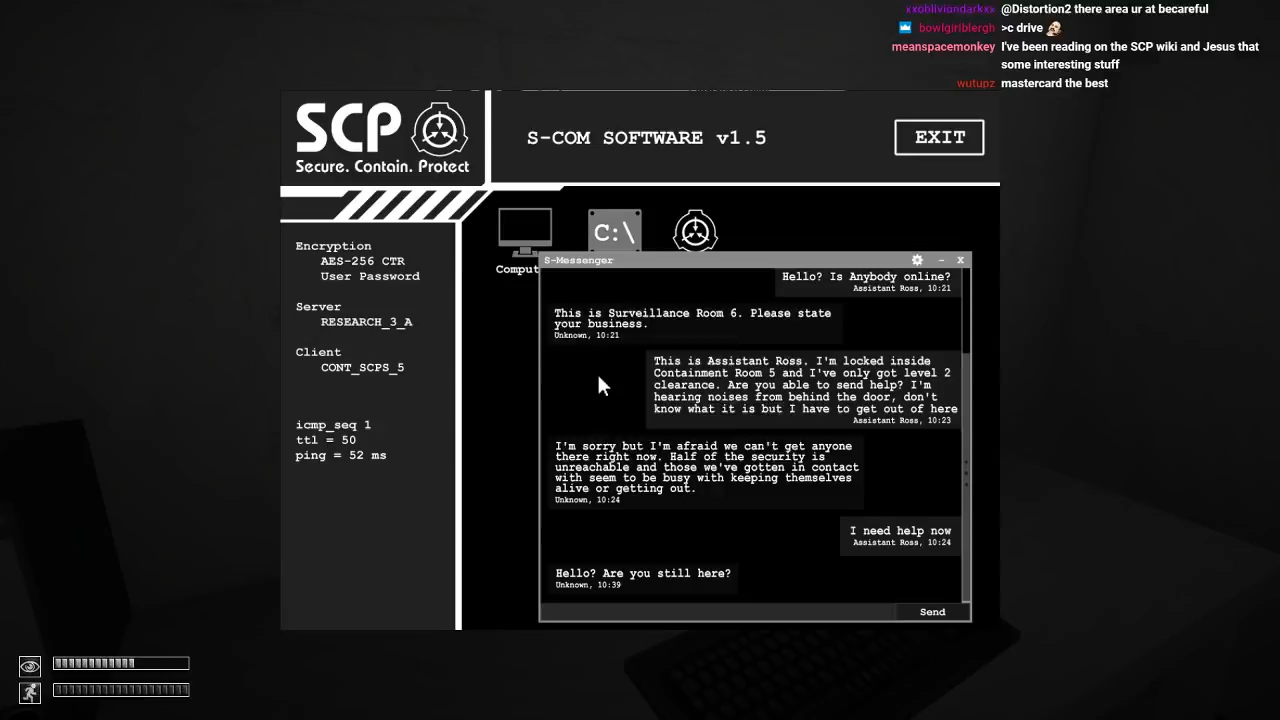 xxobliviondarkxx @Distortion2 there area ur at becareful
bowlgirlblergh >c drive
meanspacemonkey I've been reading on the SCP wiki and Jesus that
some interesting stuff
wutupz mastercard the best
SCP
Secure. Contain. Protect
S-COM SOFTWARE v1.5
EXIT
Encryption
AES-256 CTR
User Password
Server
RESEARCH_3_A
Client
CONT_SCPS_5
icmp_seq 1
ttl = 50
ping = 52 ms
C:\
Comput
S-Messenger
– X
Hello? Is Anybody online?
Assistant Ross, 10:21
This is Surveillance Room 6. Please state
your business.
Unknown, 10:21
This is Assistant Ross. I'm locked inside
Containment Room 5 and I've only got level 2
clearance. Are you able to send help? I'm
hearing noises from behind the door, don't
know what it is but I have to get out of here
Assistant Ross, 10:23
I'm sorry but I'm afraid we can't get anyone
there right now. Half of the security is
unreachable and those we've gotten in contact
with seem to be busy with keeping themselves
alive or getting out.
Unknown, 10:24
I need help now
Assistant Ross, 10:24
Hello? Are you still here?
Unknown, 10:39
Send